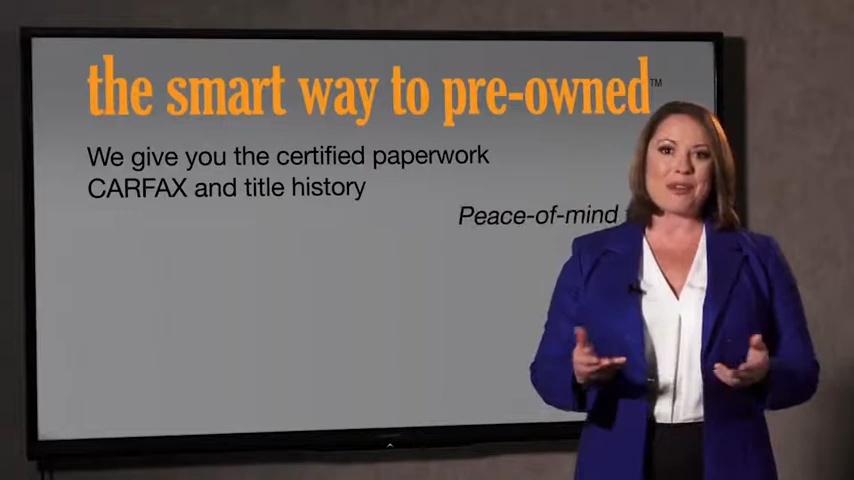 the smart way to pre-owned™
We give you the certified paperwork
CARFAX and title history
Peace-of-mind